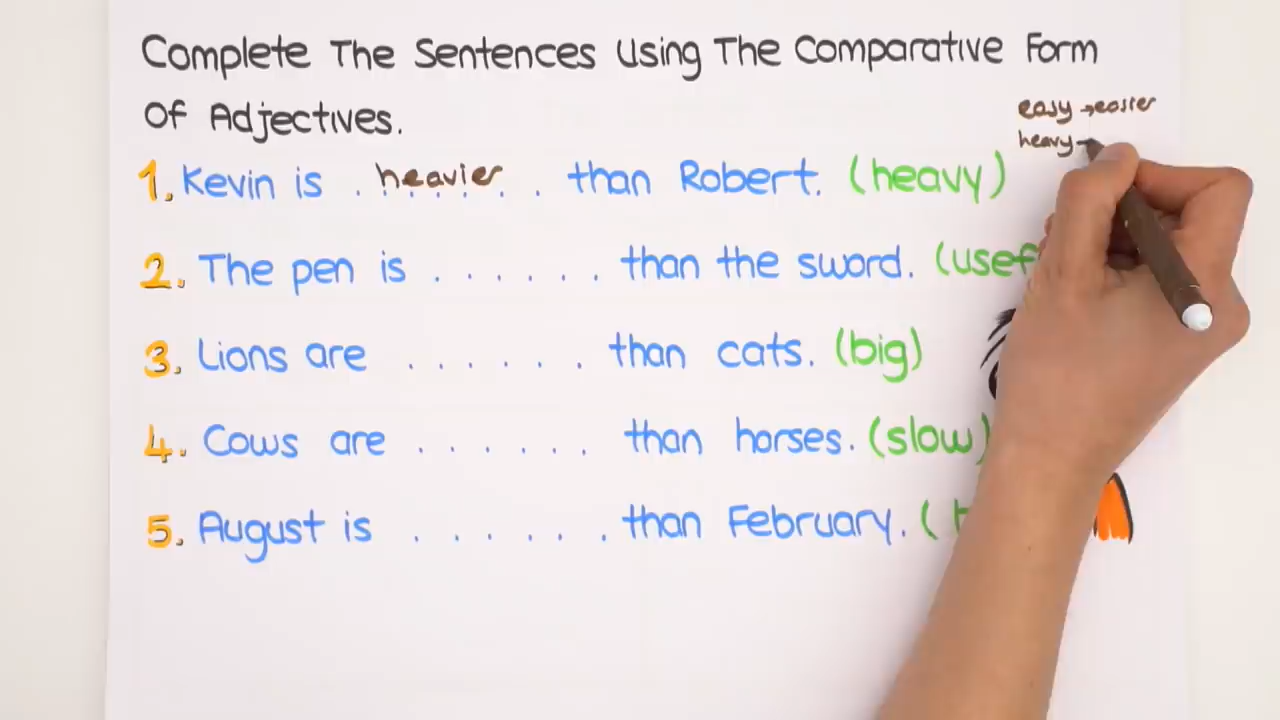 Complete The Sentences Using The Comparative Form
Of Adjectives.
easy → easier
heavy -
1. Kevin is . heavier . than Robert. (heavy)
2. The pen is . . . . . . than the sword. (usef
3. Lions are . . . . . . than cats. (big)
4. Cows are . . . . . . than horses. (slow)
5. August is . . . . . . than February. (